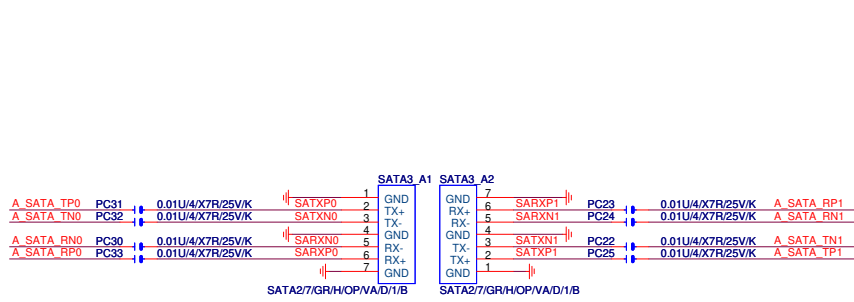 SATA3_A1 SATA3_A2
1 GND GND 7
A_SATA_TP0 PC31 0.01U/4/X7R/25V/K SATXP0 2 TX+ RX+ 6 SARXP1 PC23 0.01U/4/X7R/25V/K A_SATA_RP1
A_SATA_TN0 PC32 0.01U/4/X7R/25V/K SATXN0 3 TX- RX- 5 SARXN1 PC24 0.01U/4/X7R/25V/K A_SATA_RN1
4 GND GND 4
A_SATA_RN0 PC30 0.01U/4/X7R/25V/K SARXN0 5 RX- TX- 3 SATXN1 PC22 0.01U/4/X7R/25V/K A_SATA_TN1
A_SATA_RP0 PC33 0.01U/4/X7R/25V/K SARXP0 6 RX+ TX+ 2 SATXP1 PC25 0.01U/4/X7R/25V/K A_SATA_TP1
7 GND GND 1
SATA2/7/GR/H/OP/VA/D/1/B SATA2/7/GR/H/OP/VA/D/1/B